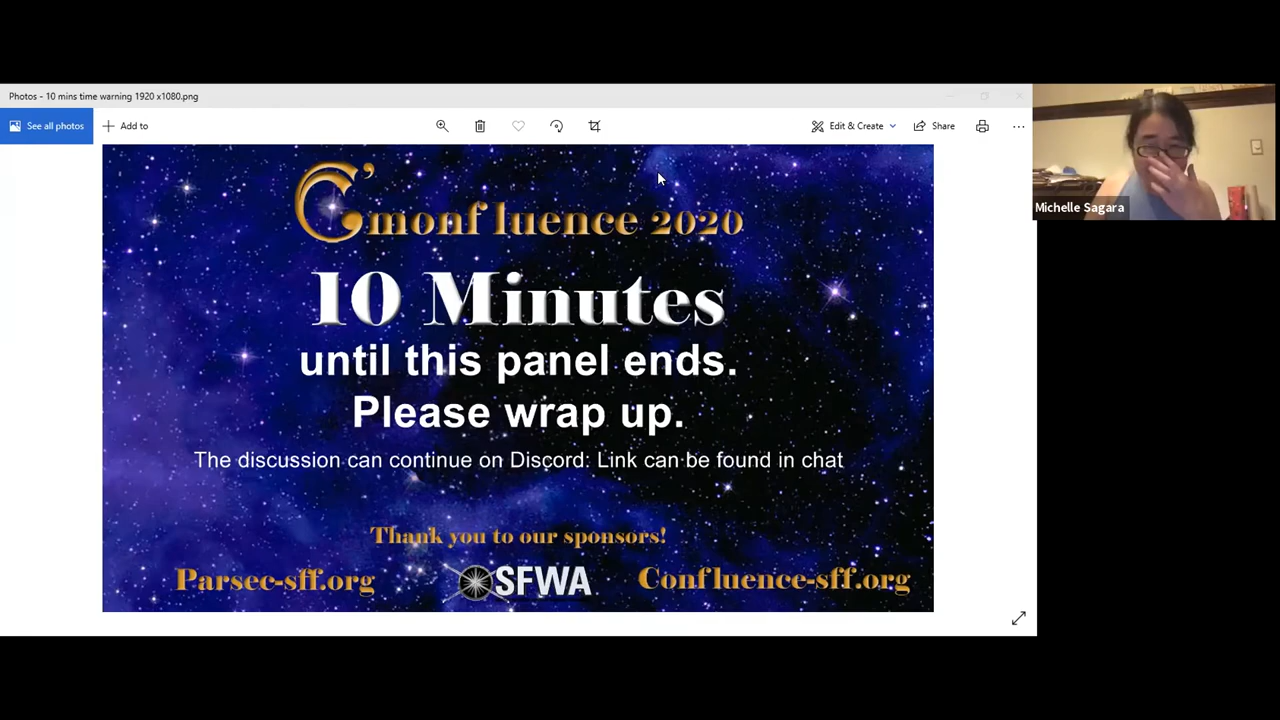 Photos - 10 mins time warning 1920 x1080.png
See all photos
Add to
Edit & Create
Share
C'monfluence 2020
10 Minutes
until this panel ends.
Please wrap up.
The discussion can continue on Discord: Link can be found in chat
Thank you to our sponsors!
Parsec-sff.org
SFWA
Confluence-sff.org
Michelle Sagara